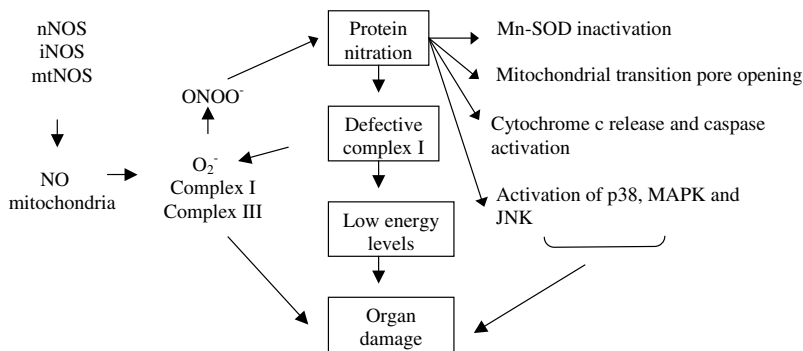 nNOS
iNOS
mtNOS
NO
mitochondria
ONOO⁻
O₂⁻
Complex I
Complex III
Protein
nitration
Defective
complex I
Low energy
levels
Organ
damage
Mn-SOD inactivation
Mitochondrial transition pore opening
Cytochrome c release and caspase
activation
Activation of p38, MAPK and
JNK